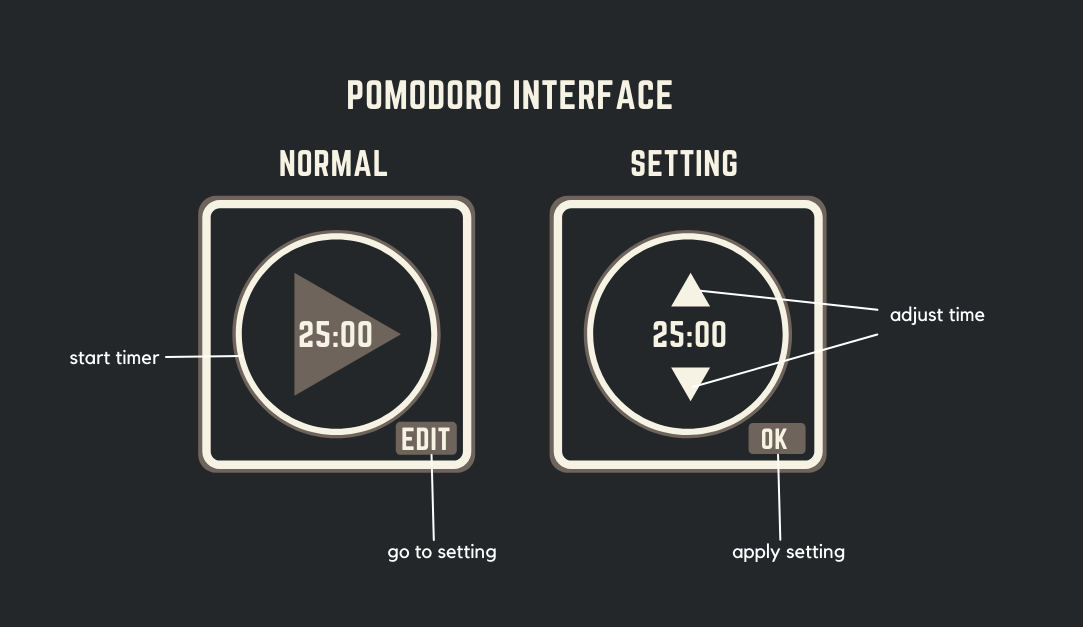 POMODORO INTERFACE
NORMAL
SETTING
25:00
EDIT
start timer
go to setting
25:00
OK
adjust time
apply setting